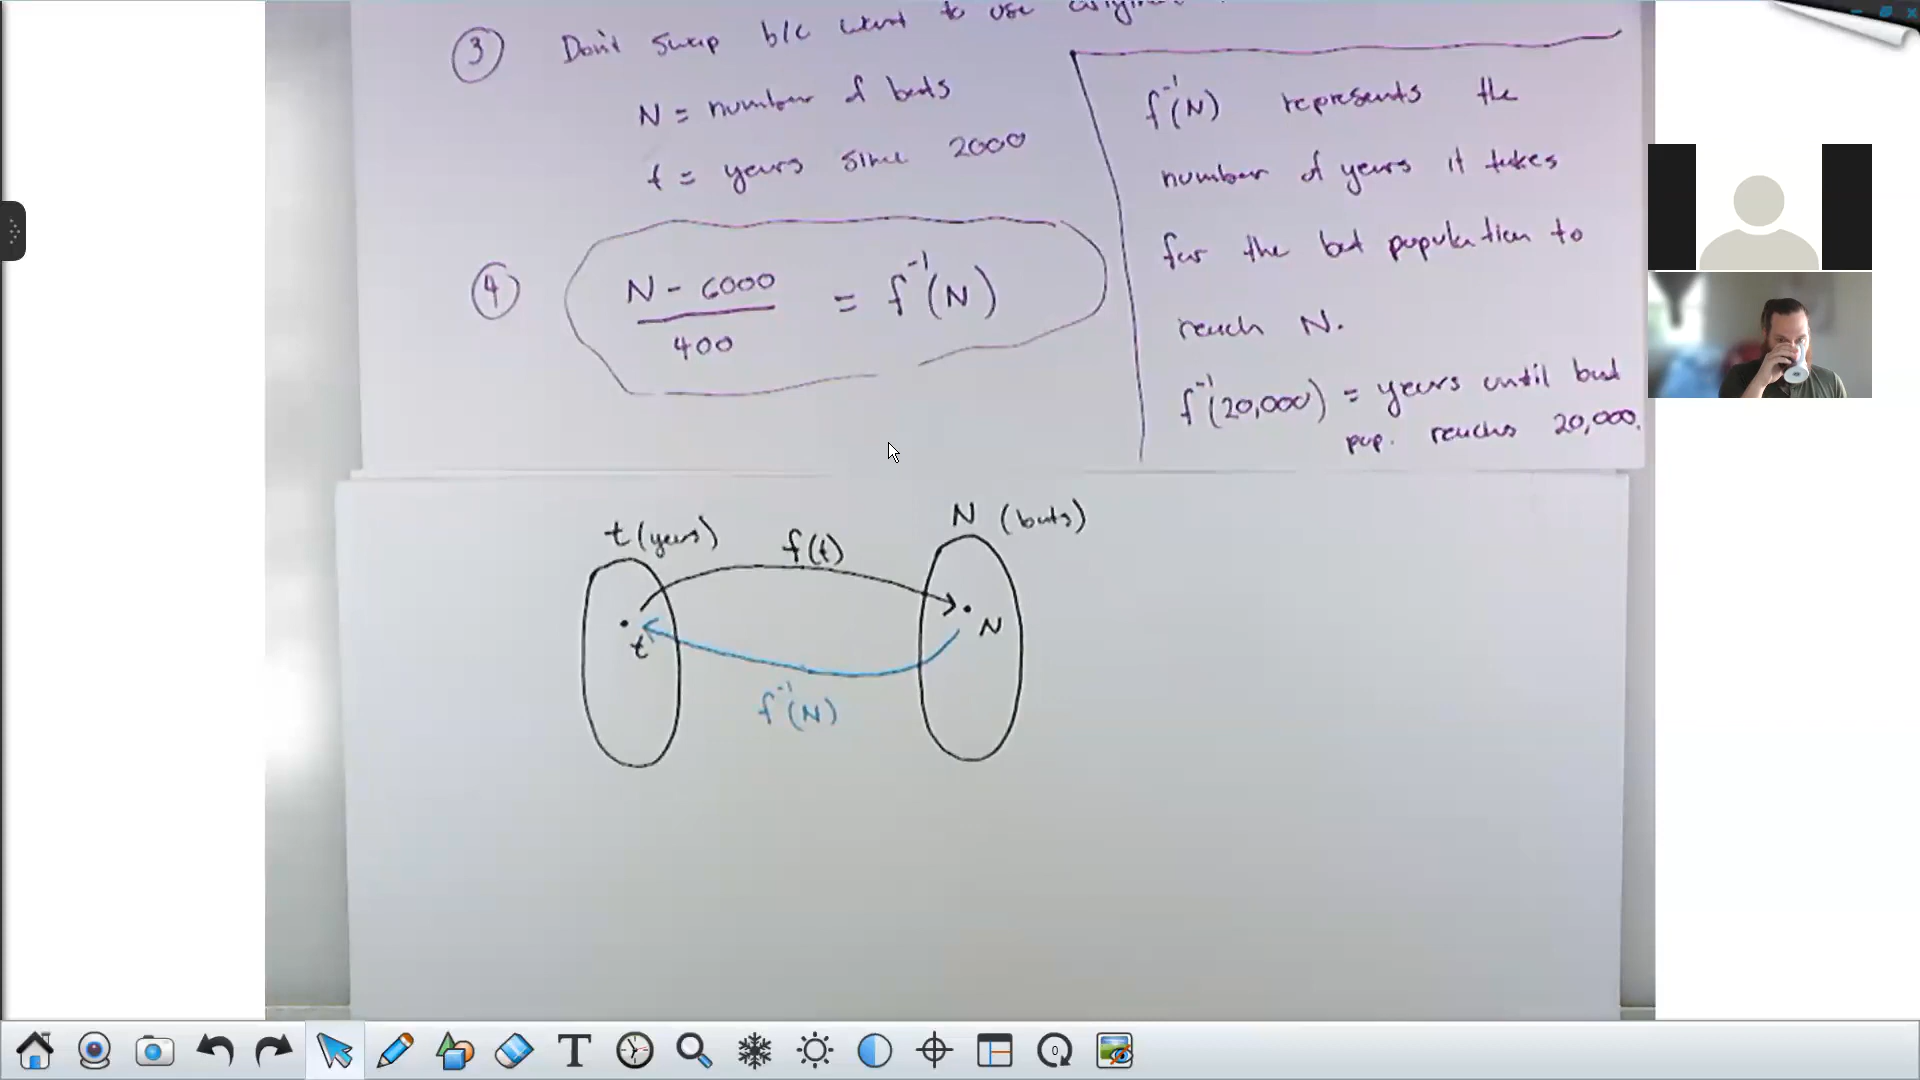 ③ Don't swap b/c want to use
N = number of bats
t = years since 2000
④ N - 6000
———
400
= f⁻¹(N)
f⁻¹(N) represents the
number of years it takes
for the bat population to
reach N.
f⁻¹(20,000) = years until bat
pop. reaches 20,000.
t (years)
f(t)
N (bats)
t
N
f⁻¹(N)
T
0